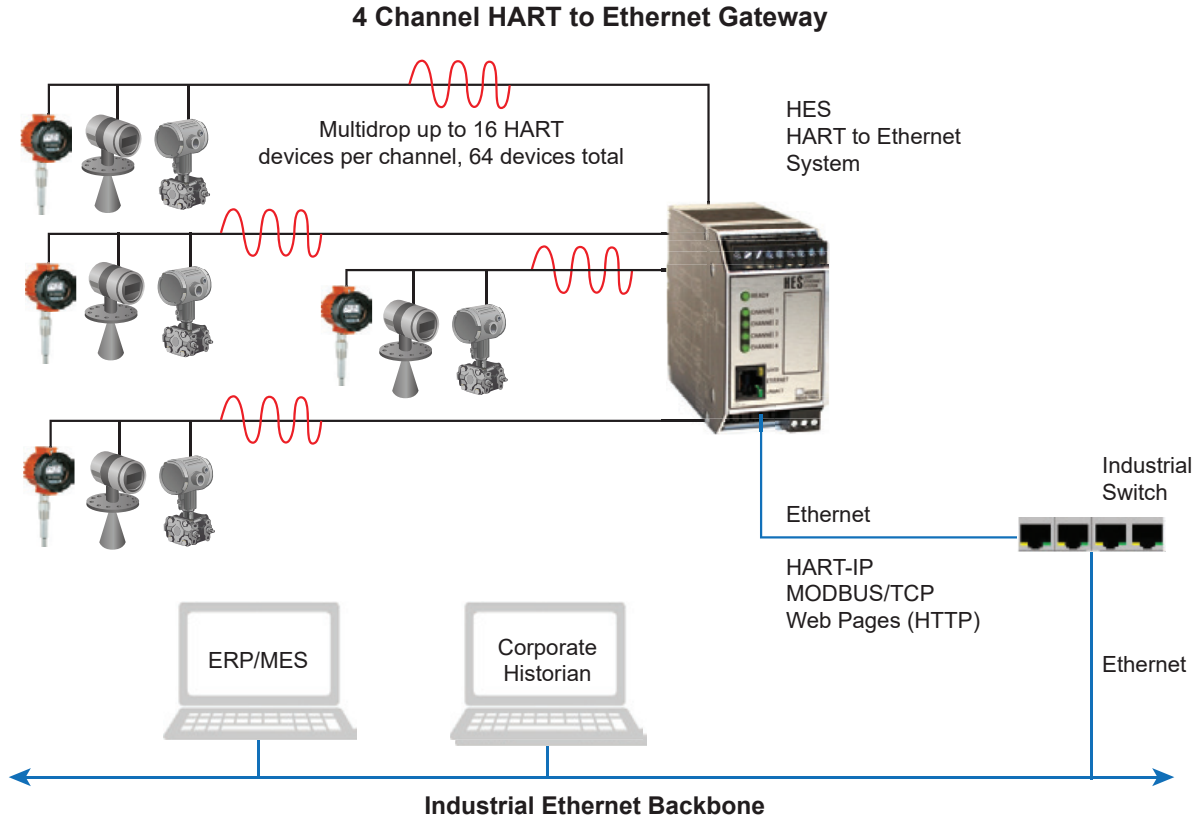 4 Channel HART to Ethernet Gateway
Multidrop up to 16 HART
devices per channel, 64 devices total
HES
HART to Ethernet
System
HES
READY
CHANNEL 1
CHANNEL 2
CHANNEL 3
CHANNEL 4
ETHERNET
Industrial
Switch
Ethernet
HART-IP
MODBUS/TCP
Web Pages (HTTP)
Ethernet
ERP/MES
Corporate
Historian
Industrial Ethernet Backbone